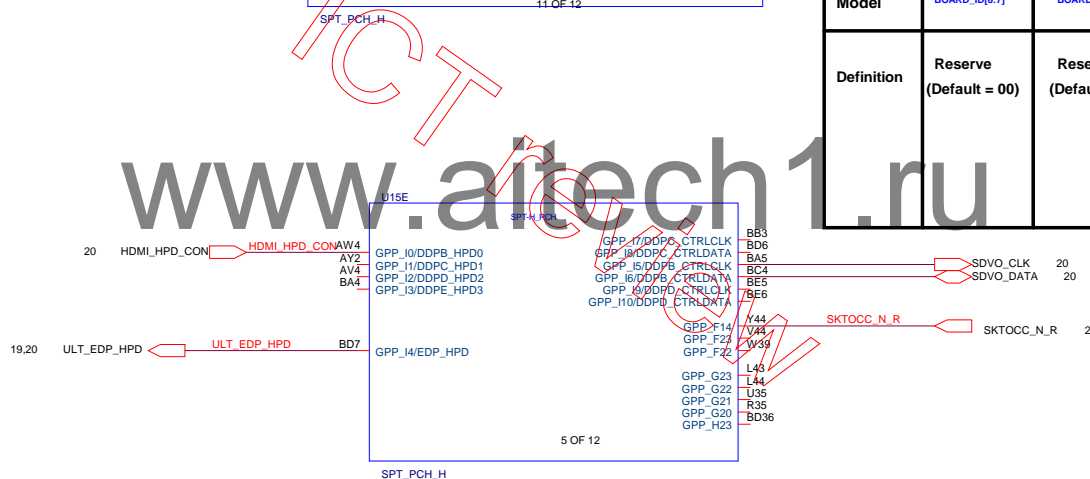 11 OF 12
SPT_PCH_H
Model
BOARD_ID[6:7]
Definition
Reserve
(Default = 00)
ICT review
www.aitech1.ru
U15E
SPT-H_PCH
20 HDMI_HPD_CON HDMI_HPD_CON AW4 GPP_I0/DDPB_HPD0
AY2 GPP_I1/DDPC_HPD1
AV4 GPP_I2/DDPD_HPD2
BA4 GPP_I3/DDPE_HPD3
19,20 ULT_EDP_HPD ULT_EDP_HPD BD7 GPP_I4/EDP_HPD
GPP_I7/DDPC_CTRLCLK BB3
GPP_I8/DDPC_CTRLDATA BD6
GPP_I5/DDPB_CTRLCLK BA5 SDVO_CLK 20
GPP_I6/DDPB_CTRLDATA BC4 SDVO_DATA 20
GPP_I9/DDPD_CTRLCLK BE5
GPP_I10/DDPD_CTRLDATA BE6
GPP_F14 Y44 SKTOCC_N_R SKTOCC_N_R 2
GPP_F23 V44
GPP_F22 W39
GPP_G23 L43
GPP_G22 L44
GPP_G21 U35
GPP_G20 R35
GPP_H23 BD36
5 OF 12
SPT_PCH_H